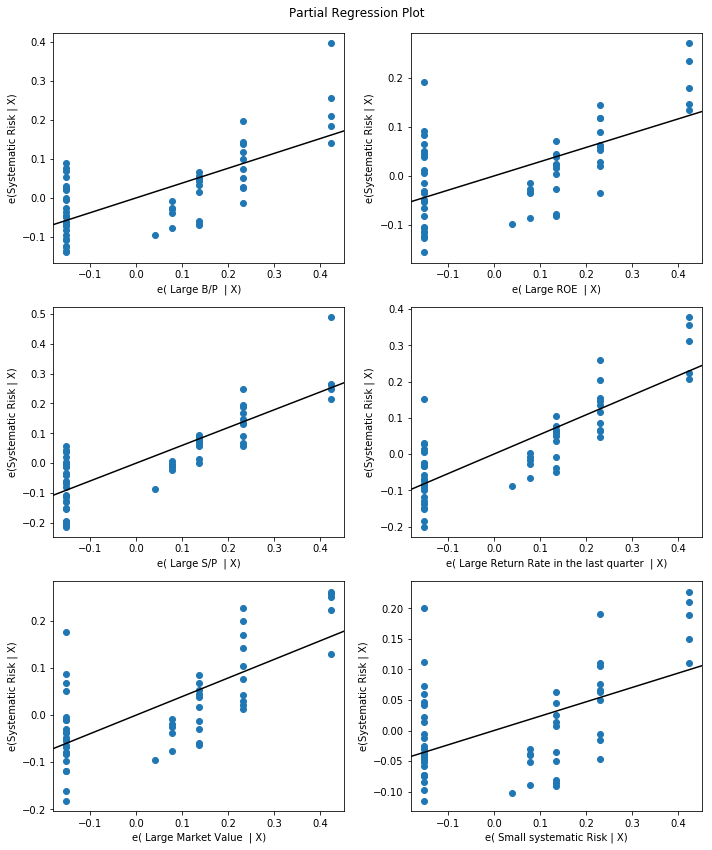 Partial Regression Plot
e(Systematic Risk | X)
0.4
0.3
0.2
0.1
0.0
−0.1
−0.1 0.0 0.1 0.2 0.3 0.4
e( Large B/P | X)
e(Systematic Risk | X)
0.2
0.1
0.0
−0.1
−0.1 0.0 0.1 0.2 0.3 0.4
e( Large ROE | X)
e(Systematic Risk | X)
0.5
0.4
0.3
0.2
0.1
0.0
−0.1
−0.2
−0.1 0.0 0.1 0.2 0.3 0.4
e( Large S/P | X)
e(Systematic Risk | X)
0.4
0.3
0.2
0.1
0.0
−0.1
−0.2
−0.1 0.0 0.1 0.2 0.3 0.4
e( Large Return Rate in the last quarter | X)
e(Systematic Risk | X)
0.2
0.1
0.0
−0.1
−0.2
−0.1 0.0 0.1 0.2 0.3 0.4
e( Large Market Value | X)
e(Systematic Risk | X)
0.20
0.15
0.10
0.05
0.00
−0.05
−0.10
−0.1 0.0 0.1 0.2 0.3 0.4
e( Small systematic Risk | X)